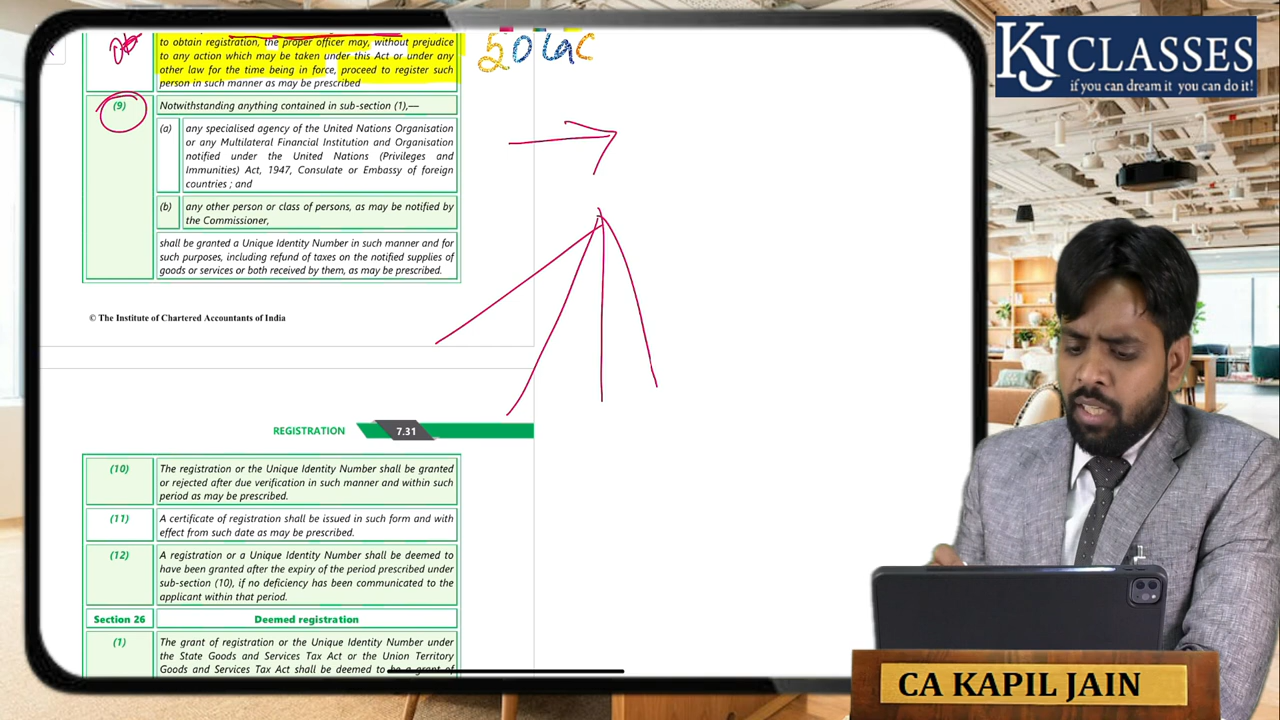 KJ CLASSES
if you can dream it you can do it!
to obtain registration, the proper officer may, without prejudice
to any action which may be taken under this Act or under any
other law for the time being in force, proceed to register such
person in such manner as may be prescribed
50 lac
(9) Notwithstanding anything contained in sub-section (1),—
(a) any specialised agency of the United Nations Organisation
or any Multilateral Financial Institution and Organisation
notified under the United Nations (Privileges and
Immunities) Act, 1947, Consulate or Embassy of foreign
countries ; and
(b) any other person or class of persons, as may be notified by
the Commissioner,
shall be granted a Unique Identity Number in such manner and for
such purposes, including refund of taxes on the notified supplies of
goods or services or both received by them, as may be prescribed.
© The Institute of Chartered Accountants of India
REGISTRATION 7.31
(10) The registration or the Unique Identity Number shall be granted
or rejected after due verification in such manner and within such
period as may be prescribed.
(11) A certificate of registration shall be issued in such form and with
effect from such date as may be prescribed.
(12) A registration or a Unique Identity Number shall be deemed to
have been granted after the expiry of the period prescribed under
sub-section (10), if no deficiency has been communicated to the
applicant within that period.
Section 26 Deemed registration
(1) The grant of registration or the Unique Identity Number under
the State Goods and Services Tax Act or the Union Territory
Goods and Services Tax Act shall be deemed to be a grant of
CA KAPIL JAIN